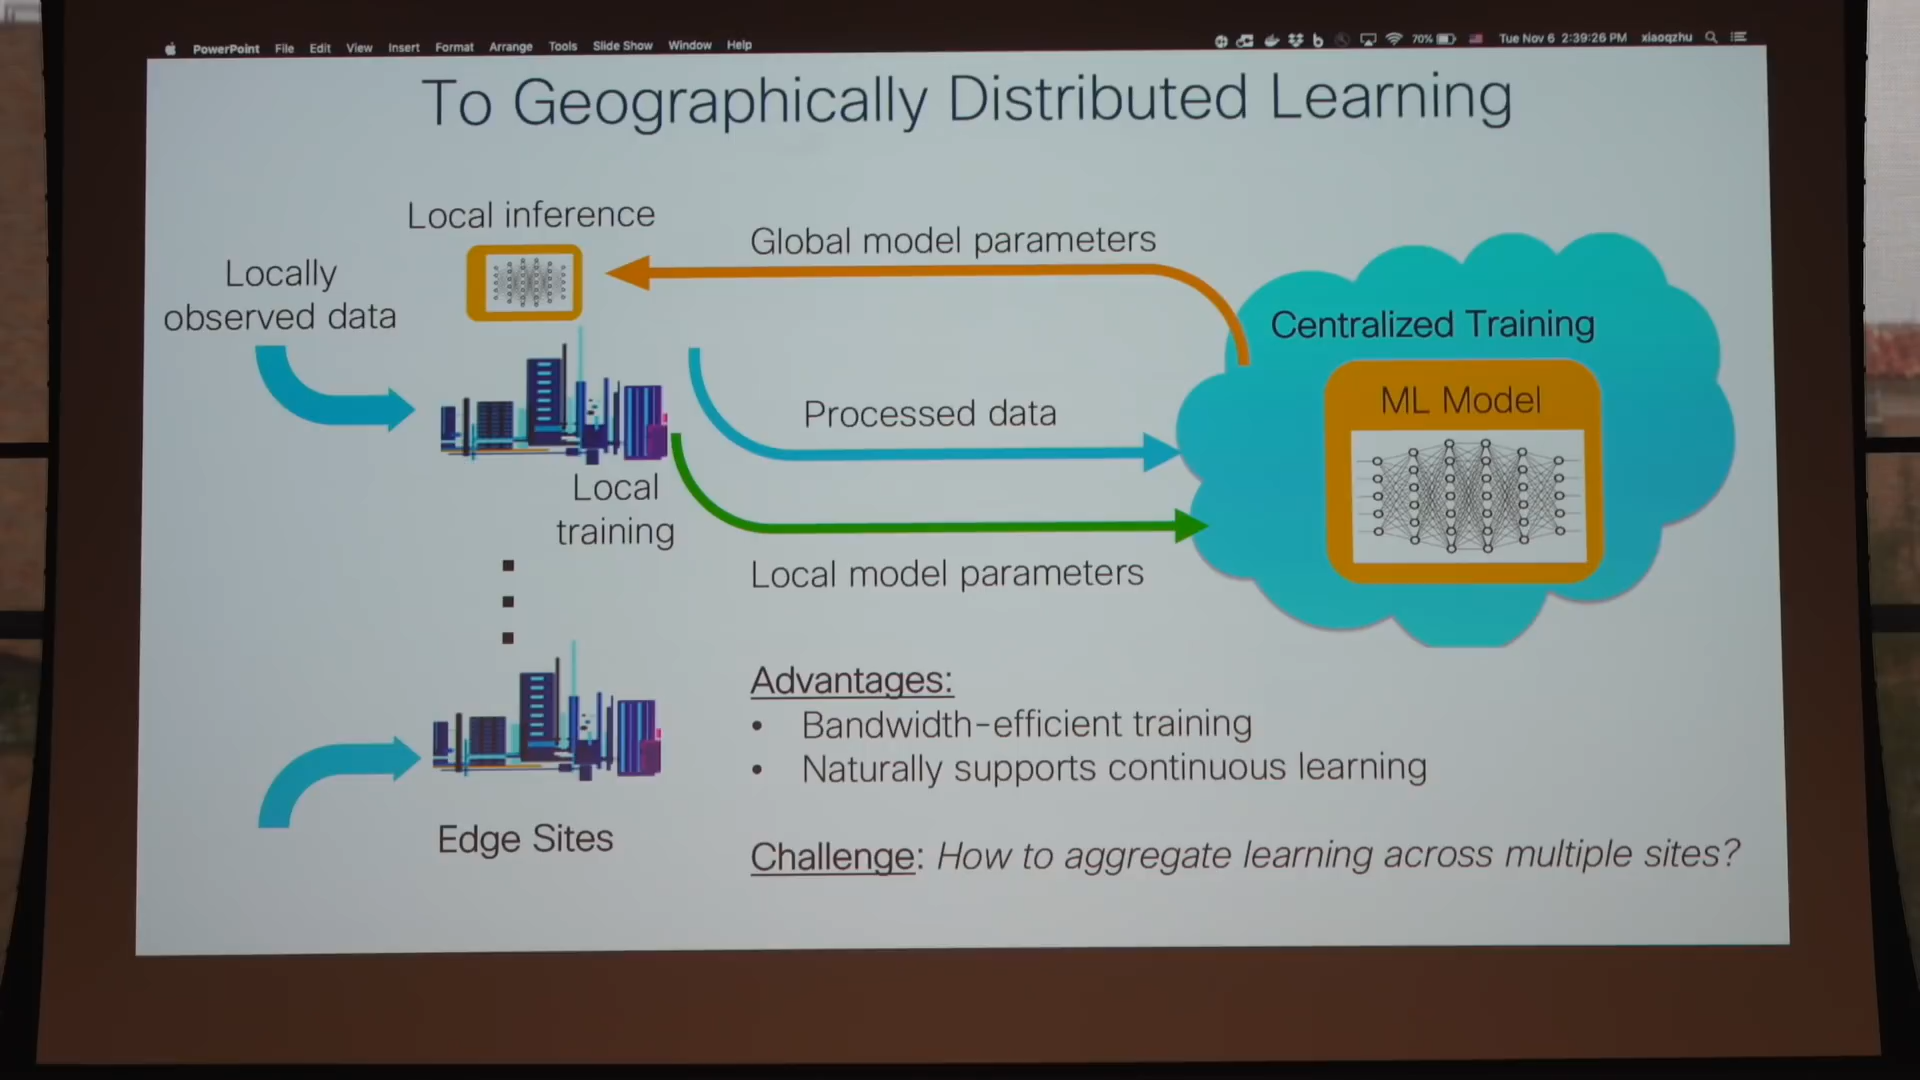 PowerPoint File Edit View Insert Format Arrange Tools Slide Show Window Help
70% Tue Nov 6 2:39:26 PM xiaoqzhu
To Geographically Distributed Learning
Local inference
Locally
observed data
Global model parameters
Centralized Training
ML Model
Processed data
Local
training
Local model parameters
Advantages:
• Bandwidth-efficient training
• Naturally supports continuous learning
Edge Sites
Challenge: How to aggregate learning across multiple sites?